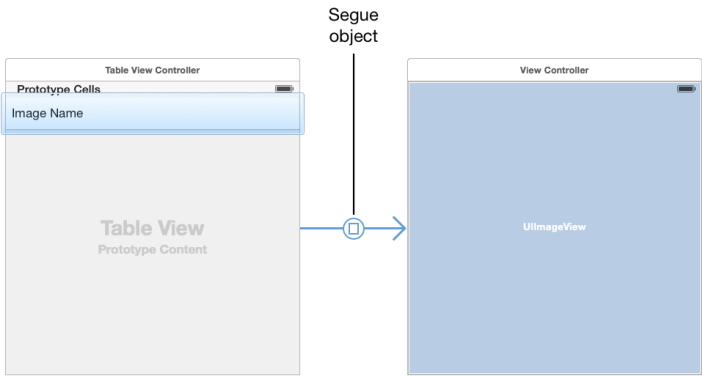 Segue
object
Table View Controller
Prototype Cells
Image Name
Table View
Prototype Content
View Controller
UIImageView